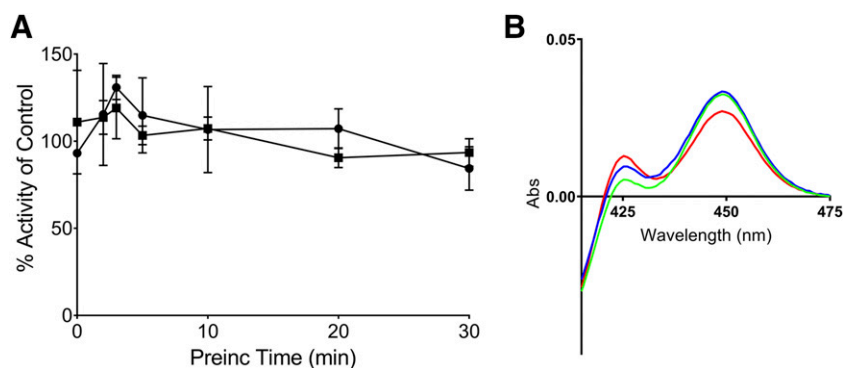 A
150
100
50
0
% Activity of Control
0 10 20 30
Preinc Time (min)
B
0.05
0.00
Abs
425 450 475
Wavelength (nm)